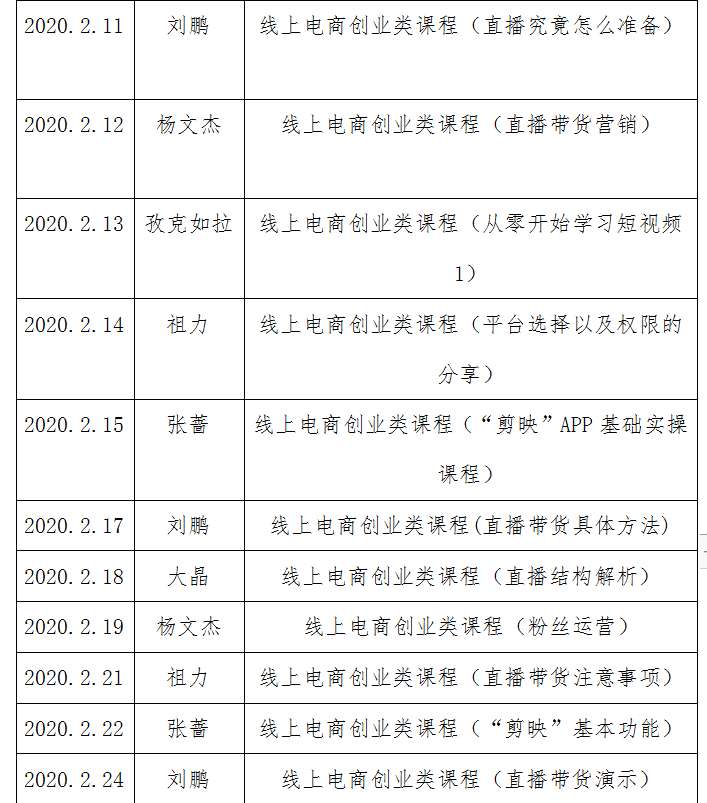 2020.2.11 刘鹏 线上电商创业类课程（直播究竟怎么准备）
2020.2.12 杨文杰 线上电商创业类课程（直播带货营销）
2020.2.13 孜克如拉 线上电商创业类课程（从零开始学习短视频
1）
2020.2.14 祖力 线上电商创业类课程（平台选择以及权限的
分享）
2020.2.15 张蔷 线上电商创业类课程（“剪映”APP 基础实操
课程）
2020.2.17 刘鹏 线上电商创业类课程(直播带货具体方法)
2020.2.18 大晶 线上电商创业类课程（直播结构解析）
2020.2.19 杨文杰 线上电商创业类课程（粉丝运营）
2020.2.21 祖力 线上电商创业类课程（直播带货注意事项）
2020.2.22 张蔷 线上电商创业类课程（“剪映”基本功能）
2020.2.24 刘鹏 线上电商创业类课程（直播带货演示）